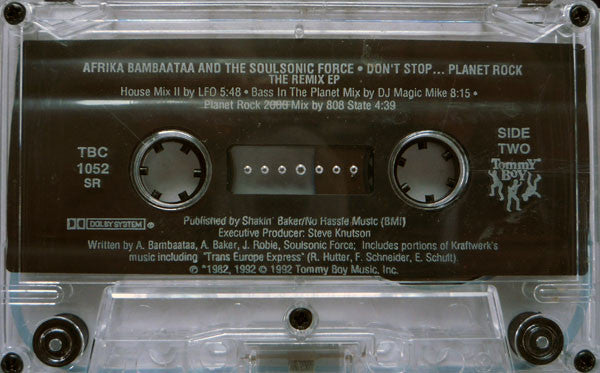 AFRIKA BAMBAATAA AND THE SOULSONIC FORCE • DON'T STOP... PLANET ROCK
THE REMIX EP
House Mix II by LFO 5:48 • Bass In The Planet Mix by DJ Magic Mike 8:15 •
Planet Rock 2000 Mix by 808 State 4:39
TBC
1052
SR
SIDE
TWO
Tommy
Boy
DOLBY SYSTEM
Published by Shakin' Baker/No Hassle Music (BMI)
Executive Producer: Steve Knutson
Written by A. Bambaataa, A. Baker, J. Robie, Soulsonic Force; Includes portions of Kraftwerk's
music including "Trans Europe Express" (R. Hutter, F. Schneider, E. Schult).
℗ 1982, 1992 © 1992 Tommy Boy Music, Inc.